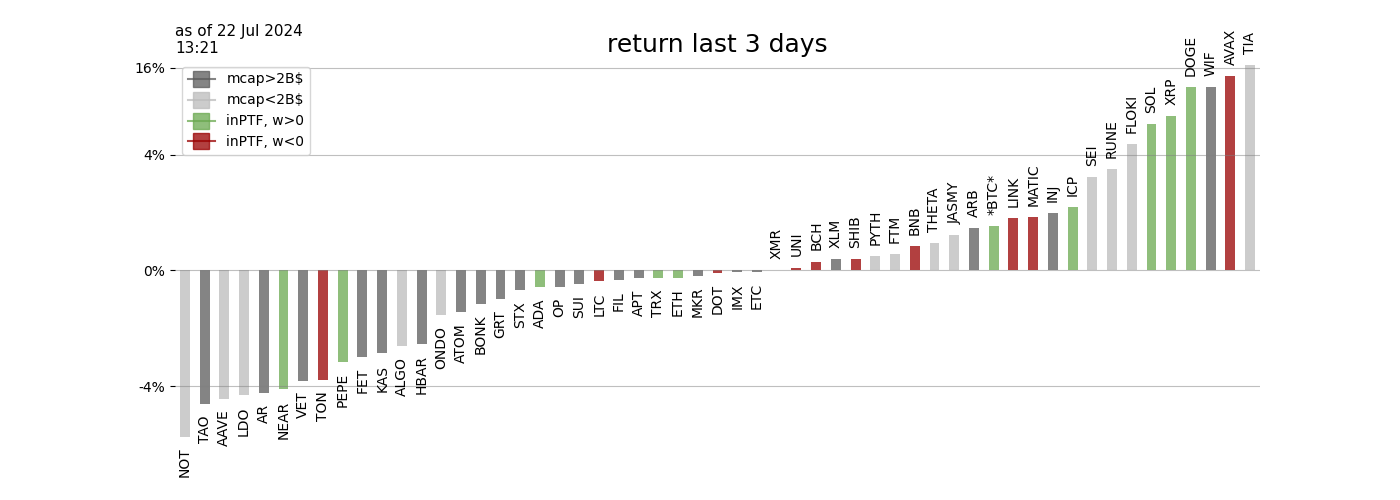 as of 22 Jul 2024
13:21
return last 3 days
16%
4%
0%
-4%
mcap>2B$
mcap<2B$
inPTF, w>0
inPTF, w<0
NOT
TAO
AAVE
LDO
AR
NEAR
VET
TON
PEPE
FET
KAS
ALGO
HBAR
ONDO
ATOM
BONK
GRT
STX
ADA
OP
SUI
LTC
FIL
APT
TRX
ETH
MKR
DOT
IMX
ETC
XMR
UNI
BCH
XLM
SHIB
PYTH
FTM
BNB
THETA
JASMY
ARB
*BTC*
LINK
MATIC
INJ
ICP
SEI
RUNE
FLOKI
SOL
XRP
DOGE
WIF
AVAX
TIA